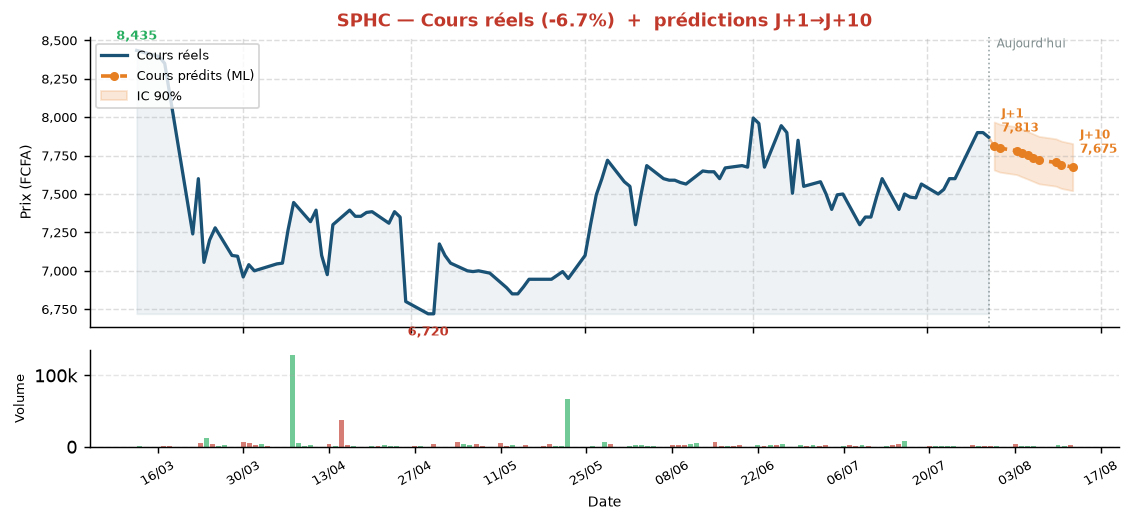 SPHC — Cours réels (-6.7%)  +  prédictions J+1→J+10
8,435
Aujourd'hui
Cours réels
Cours prédits (ML)
IC 90%
J+1
7,813
J+10
7,675
6,720
Prix (FCFA)
8,500
8,250
8,000
7,750
7,500
7,250
7,000
6,750
Volume
100k
0
16/03
30/03
13/04
27/04
11/05
25/05
08/06
22/06
06/07
20/07
03/08
17/08
Date